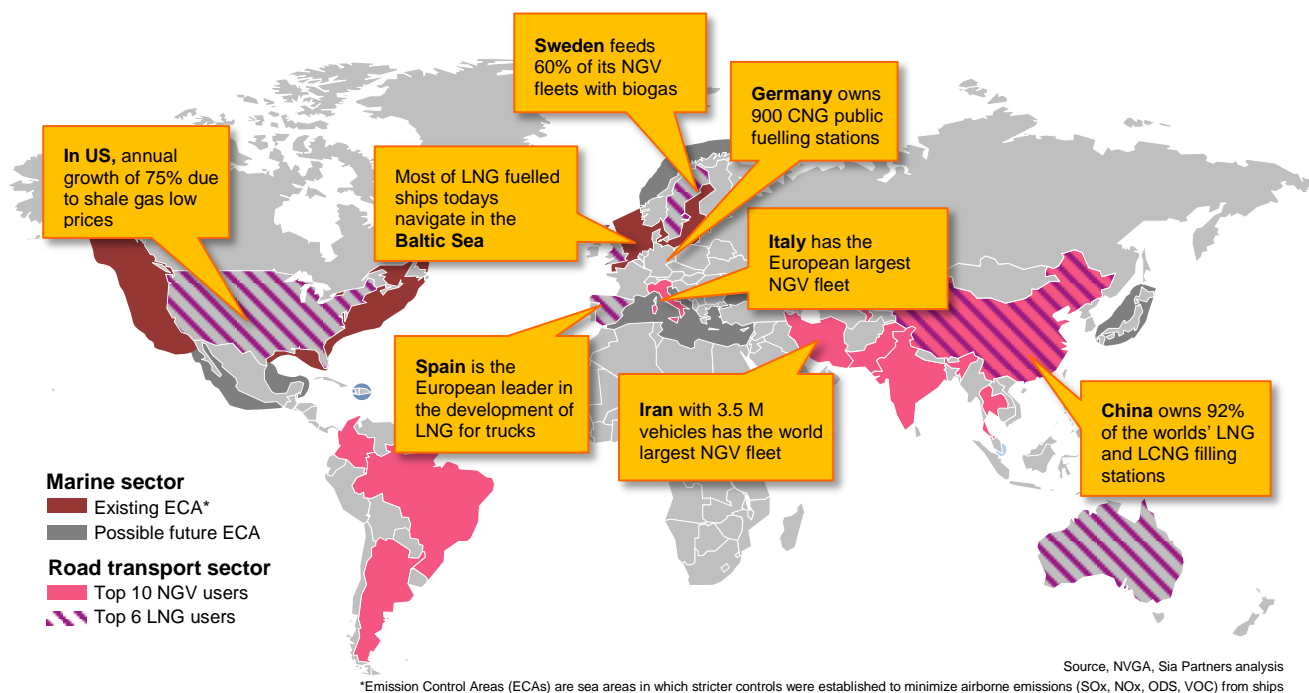 Sweden feeds
60% of its NGV
fleets with biogas
Germany owns
900 CNG public
fuelling stations
In US, annual
growth of 75% due
to shale gas low
prices
Most of LNG fuelled
ships todays
navigate in the
Baltic Sea
Italy has the
European largest
NGV fleet
Spain is the
European leader in
the development of
LNG for trucks
Iran with 3.5 M
vehicles has the world
largest NGV fleet
China owns 92%
of the worlds' LNG
and LCNG filling
stations
Marine sector
Existing ECA*
Possible future ECA
Road transport sector
Top 10 NGV users
Top 6 LNG users
Source, NVGA, Sia Partners analysis
*Emission Control Areas (ECAs) are sea areas in which stricter controls were established to minimize airborne emissions (SOx, NOx, ODS, VOC) from ships